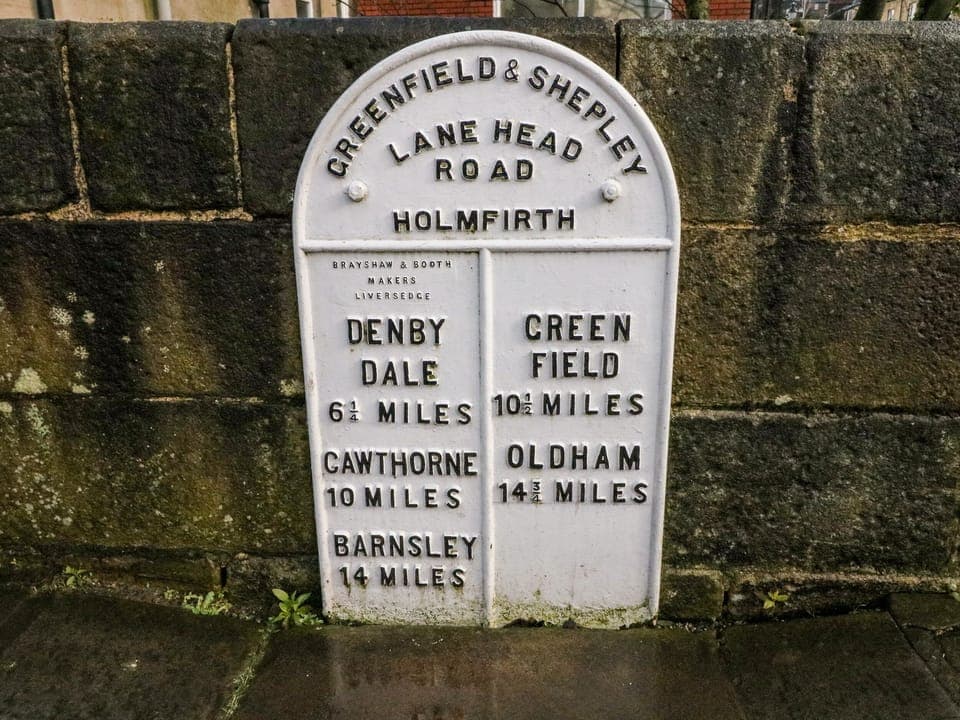 GREENFIELD & SHEPLEY
LANE HEAD
ROAD
HOLMFIRTH
BRAYSHAW & BOOTH
MAKERS
LIVERSEDGE
DENBY
DALE
6¼ MILES
CAWTHORNE
10 MILES
BARNSLEY
14 MILES
GREEN
FIELD
10½ MILES
OLDHAM
14¾ MILES